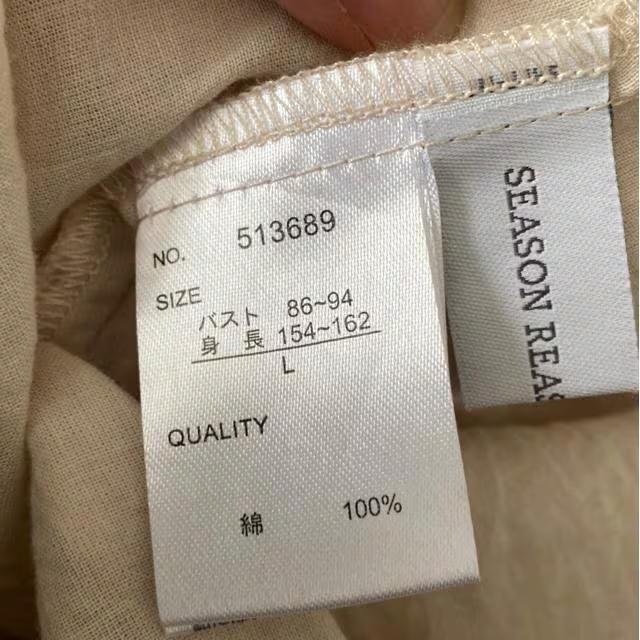 NO. 513689
SIZE
バスト 86~94
身長 154~162
L
QUALITY
綿 100%
SEASON REAS